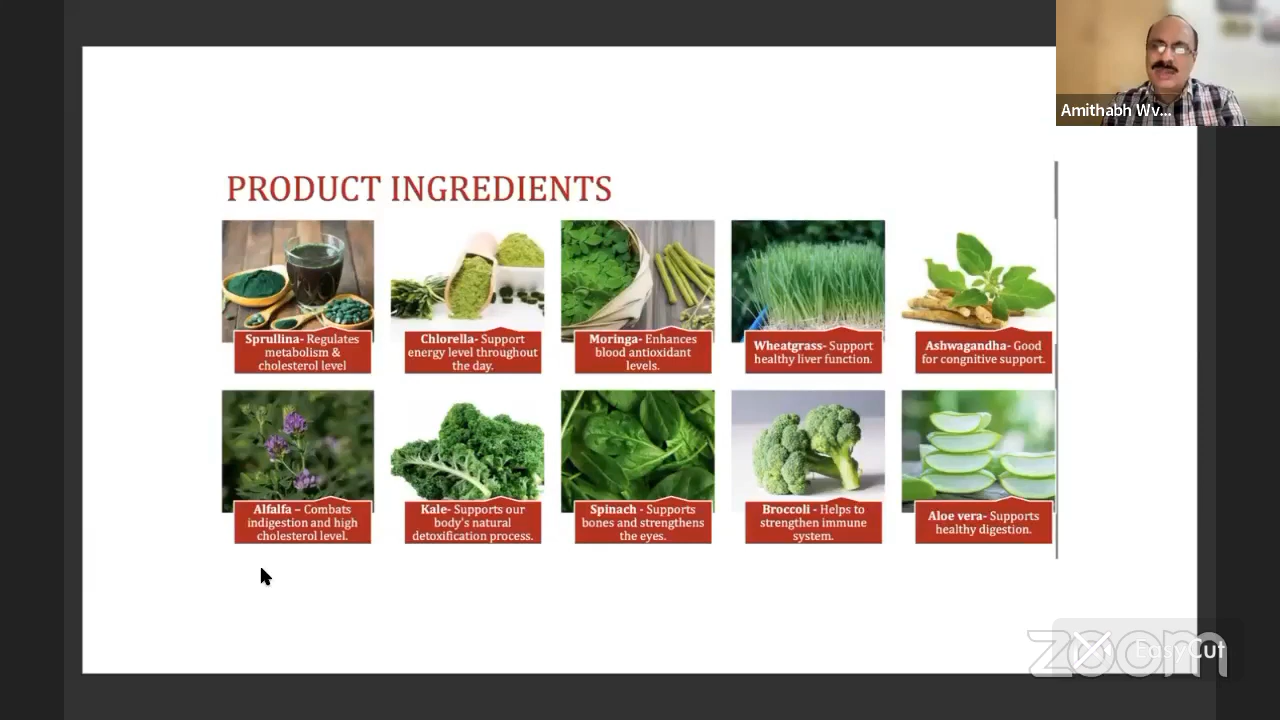 Amithabh Wv...
PRODUCT INGREDIENTS
Sprullina- Regulates
metabolism &
cholesterol level
Chlorella- Support
energy level throughout
the day.
Moringa- Enhances
blood antioxidant
levels.
Wheatgrass- Support
healthy liver function.
Ashwagandha- Good
for congnitive support.
Alfalfa – Combats
indigestion and high
cholesterol level.
Kale- Supports our
body's natural
detoxification process.
Spinach - Supports
bones and strengthens
the eyes.
Broccoli - Helps to
strengthen immune
system.
Aloe vera- Supports
healthy digestion.
zoom
EasyCut